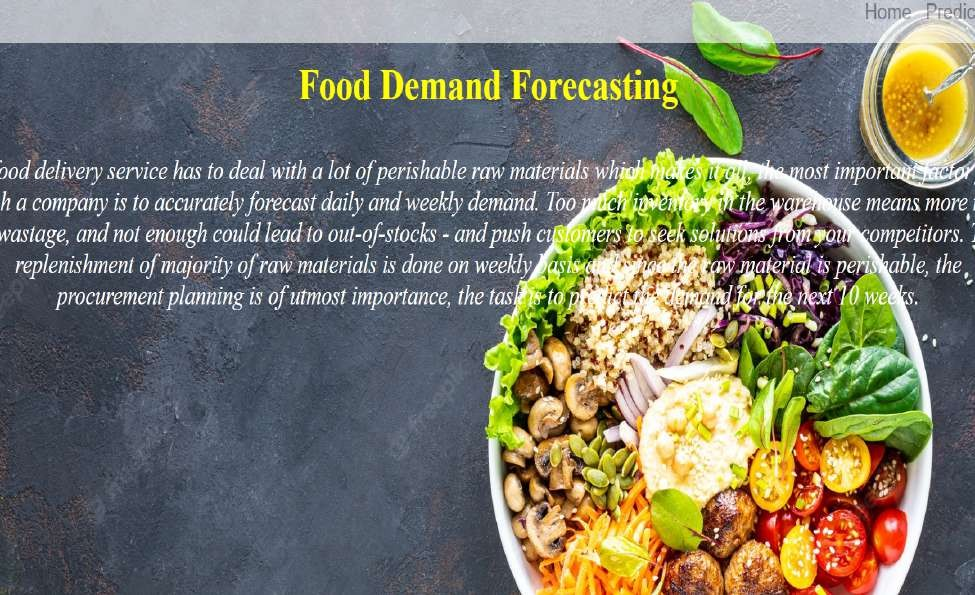 Home Predic
Food Demand Forecasting
food delivery service has to deal with a lot of perishable raw materials which makes it all, the most important factor
h a company is to accurately forecast daily and weekly demand. Too much inventory in the warehouse means more
wastage, and not enough could lead to out-of-stocks - and push customers to seek solutions from your competitors.
replenishment of majority of raw materials is done on weekly basis and since the raw material is perishable, the
procurement planning is of utmost importance, the task is to predict the demand for the next 10 weeks.